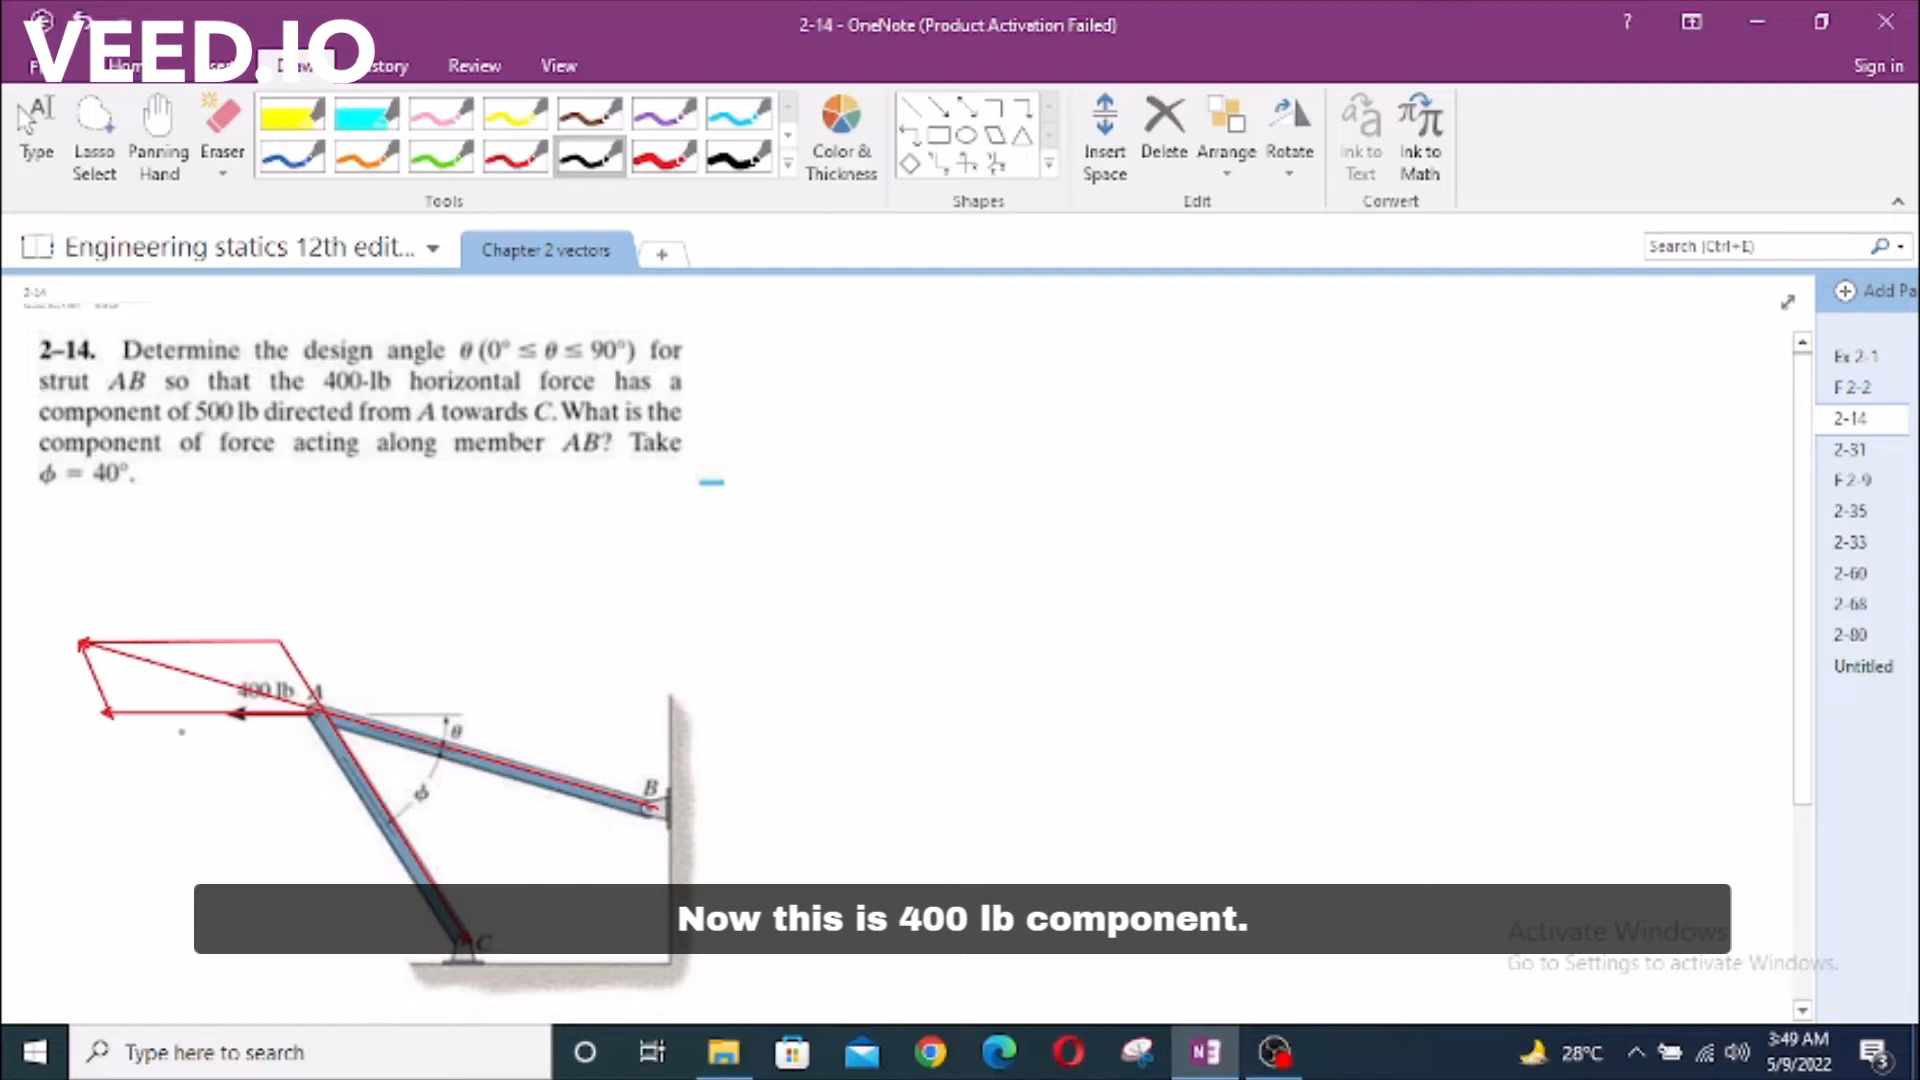 VEED.IO
2-14 - OneNote (Product Activation Failed)
?
Review
View
Sign in
Type
Lasso Select
Panning Hand
Eraser
Color & Thickness
Insert Space
Delete
Arrange
Rotate
Ink to Text
Ink to Math
Tools
Shapes
Edit
Convert
Engineering statics 12th edit...
Chapter 2 vectors
Search (Ctrl+E)
2-14
Add Pa
2–14. Determine the design angle θ (0° ≤ θ ≤ 90°) for
strut AB so that the 400-lb horizontal force has a
component of 500 lb directed from A towards C. What is the
component of force acting along member AB? Take
ϕ = 40°.
Ex 2-1
F 2-2
2-14
2-31
F 2-9
2-35
2-33
2-60
2-68
2-80
Untitled
400 lb A
θ
ϕ
B
C
Now this is 400 lb component.
Activate Windows
Go to Settings to activate Windows.
Type here to search
28°C
3:49 AM
5/9/2022
3